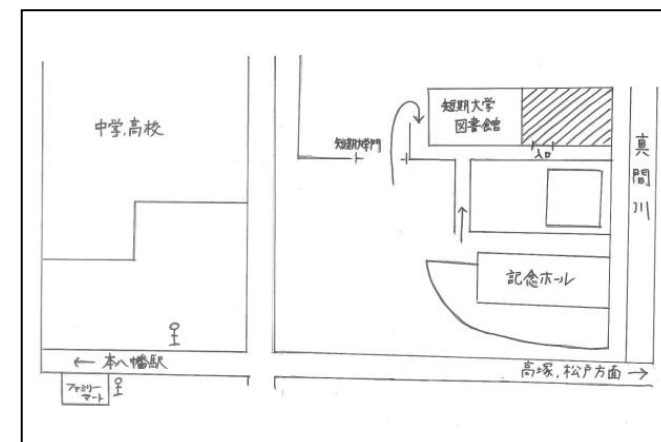 中学,高校
短期大学
図書館
短期大学門
入口
真間川
記念ホール
← 本八幡駅
高塚,松戸方面 →
ファミリー
マート